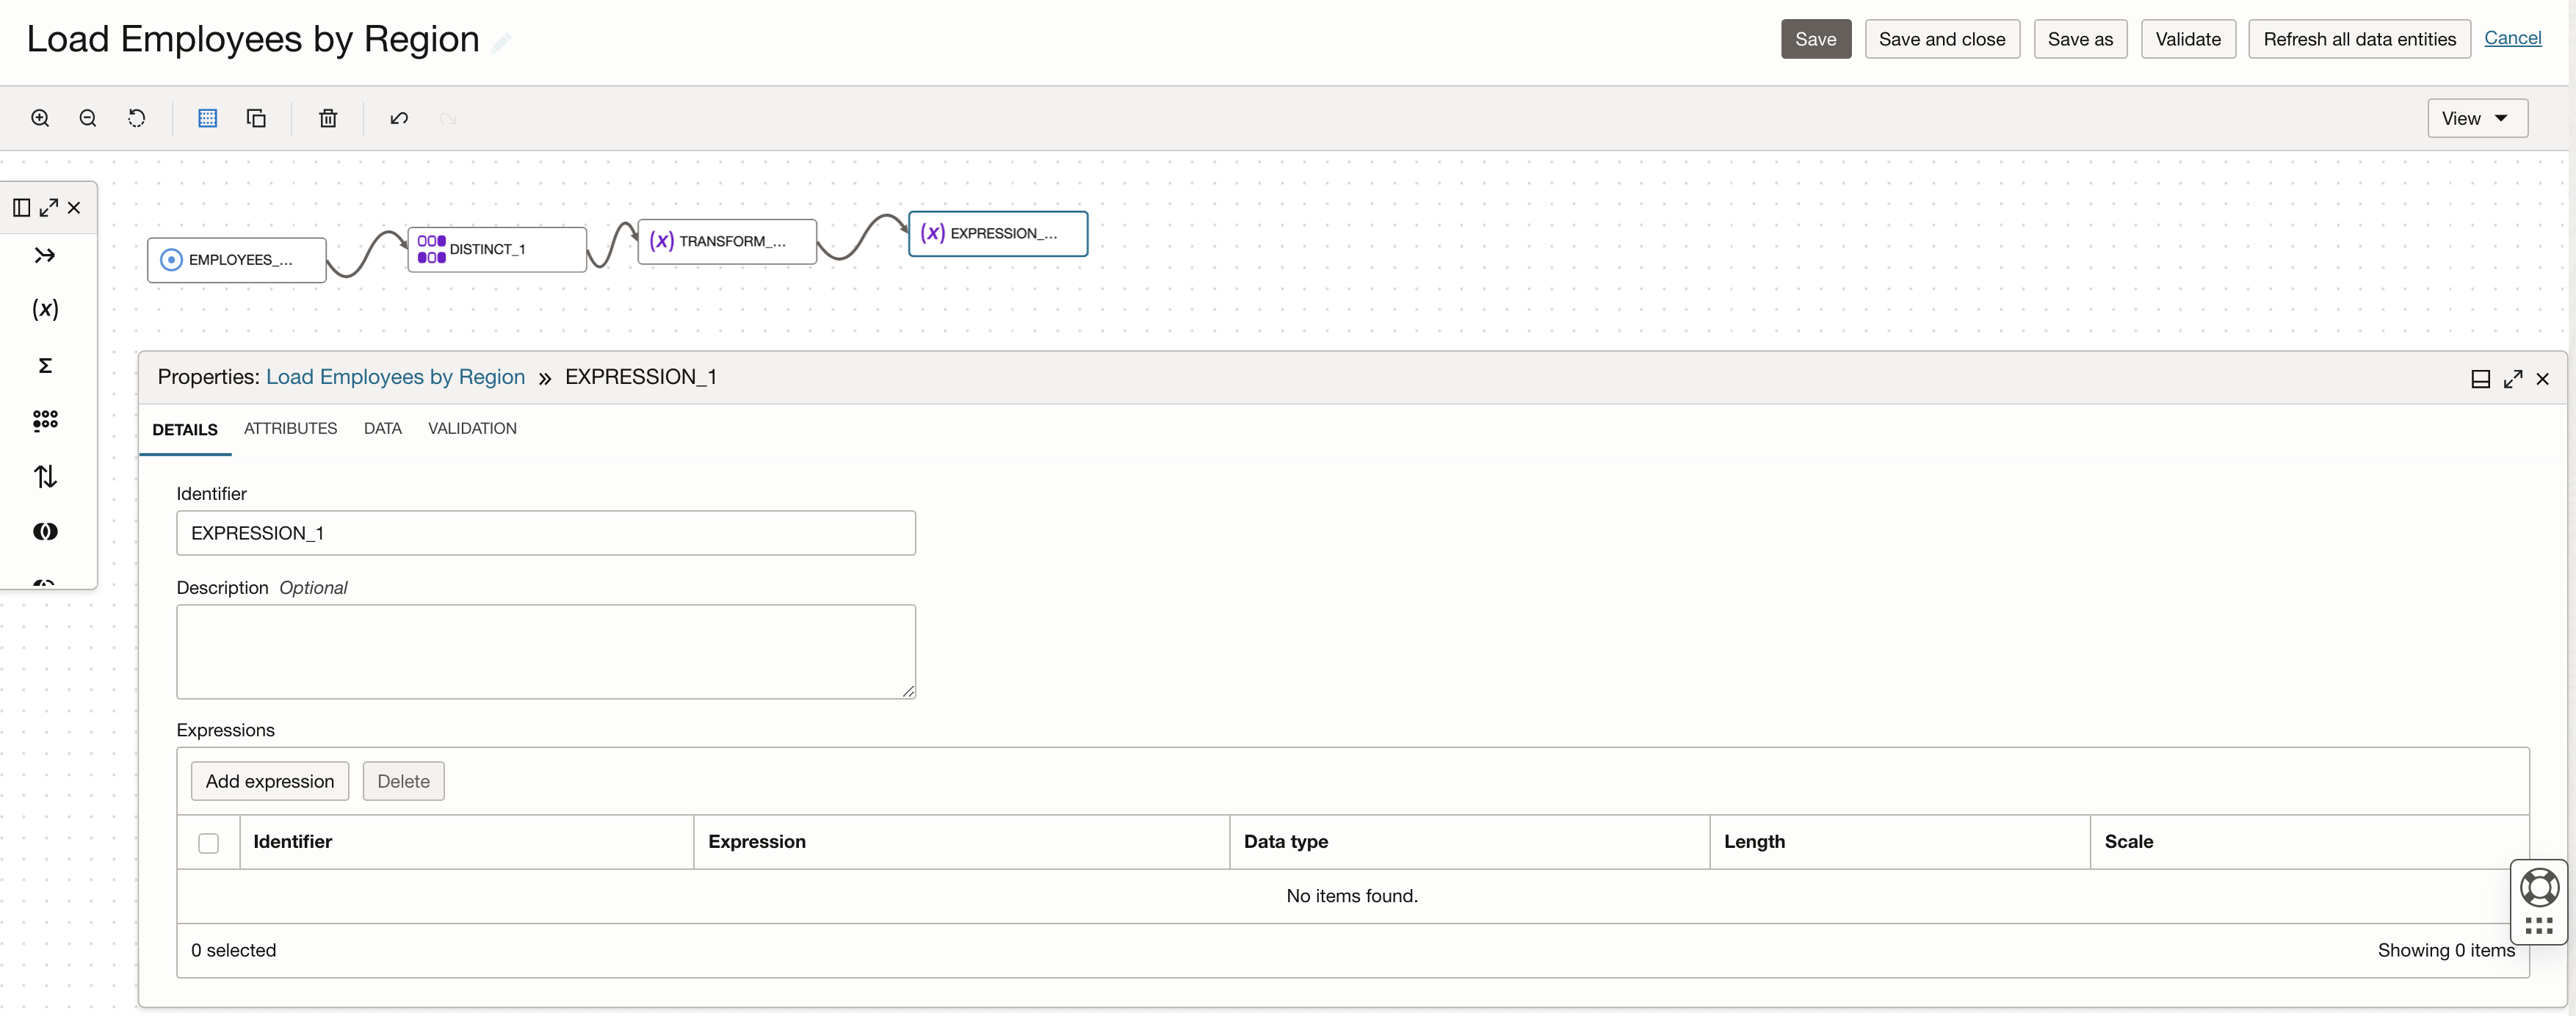 Load Employees by Region
Save
Save and close
Save as
Validate
Refresh all data entities
Cancel
View
EMPLOYEES_...
DISTINCT_1
(x) TRANSFORM_...
(x) EXPRESSION_...
(x)
Σ
Properties: Load Employees by Region » EXPRESSION_1
DETAILS
ATTRIBUTES
DATA
VALIDATION
Identifier
EXPRESSION_1
Description Optional
Expressions
Add expression
Delete
Identifier
Expression
Data type
Length
Scale
No items found.
0 selected
Showing 0 items